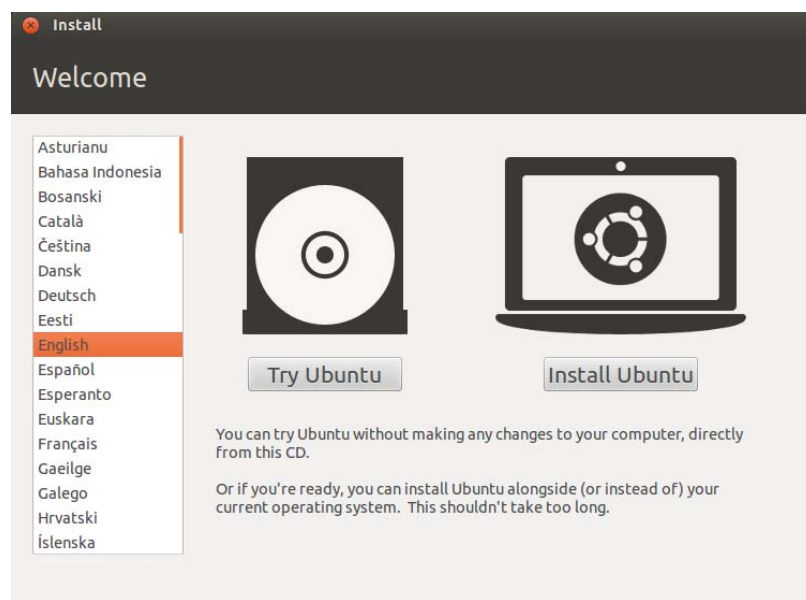 Install
Welcome
Asturianu
Bahasa Indonesia
Bosanski
Català
Čeština
Dansk
Deutsch
Eesti
English
Español
Esperanto
Euskara
Français
Gaeilge
Galego
Hrvatski
Íslenska
Try Ubuntu
Install Ubuntu
You can try Ubuntu without making any changes to your computer, directly
from this CD.
Or if you're ready, you can install Ubuntu alongside (or instead of) your
current operating system.  This shouldn't take too long.